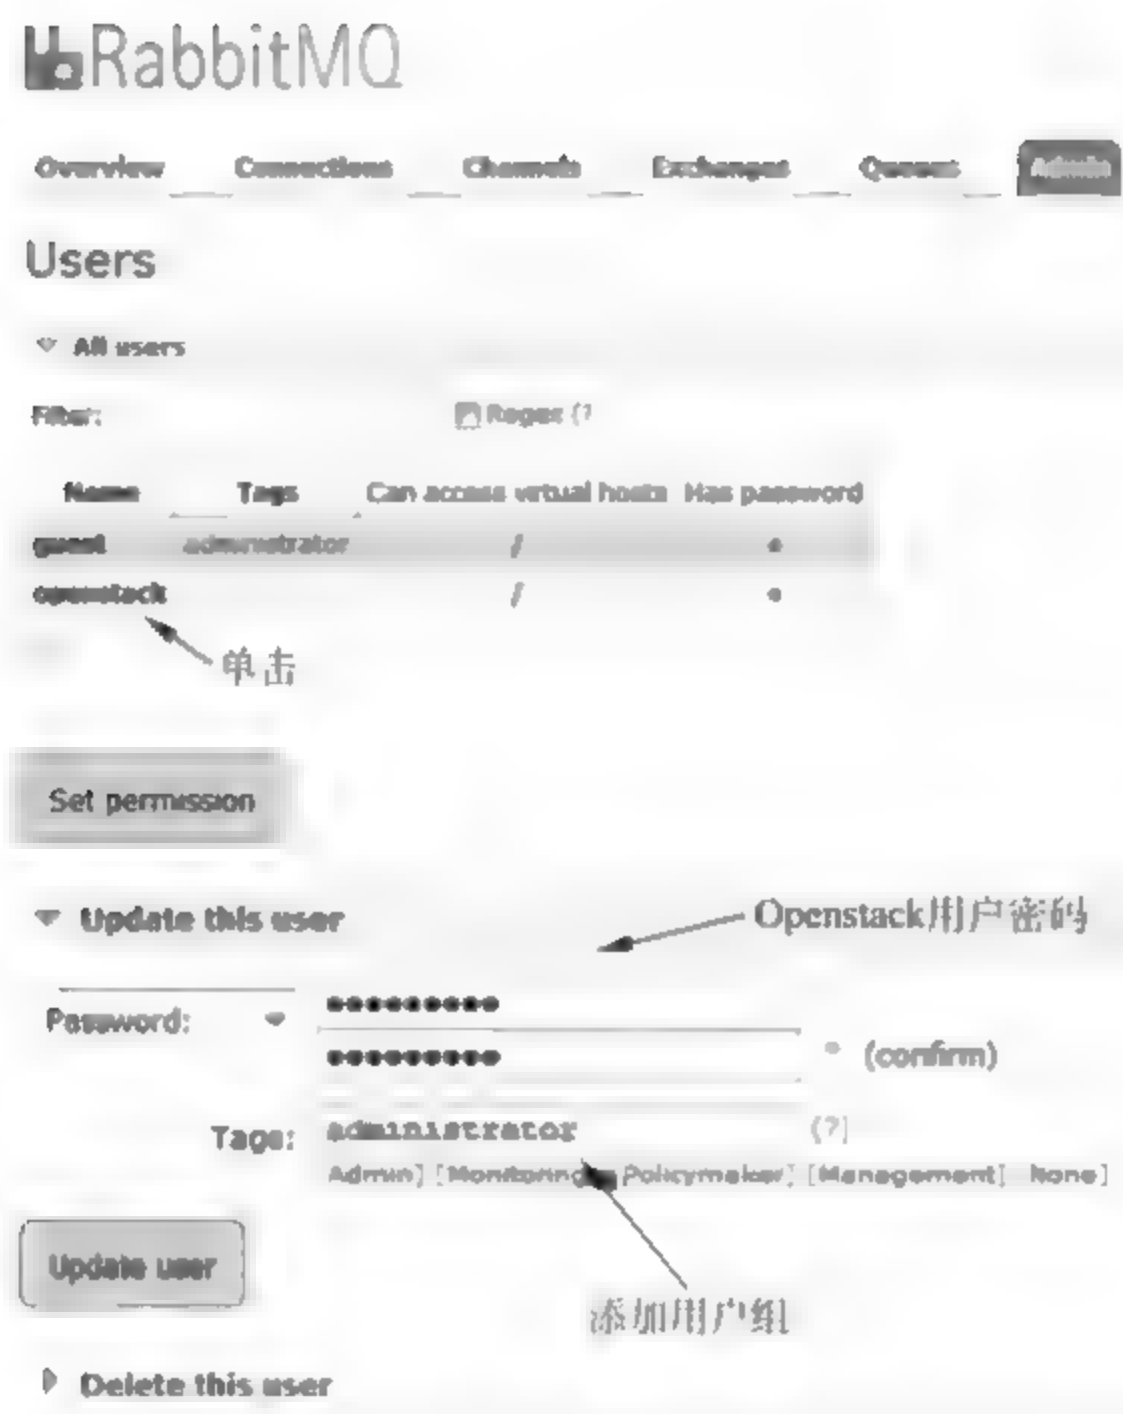 RabbitMQ
Overview Connections Channels Exchanges Queues Admin
Users
All users
Filter: Regex (?
Name Tags Can access virtual hosts Has password
guest administrator / •
openstack / •
单击
Set permission
Update this user
Openstack用户密码
Password: •••••••••
••••••••• * (confirm)
Tags: administrator (?)
Admin] [Monitoring] Policymaker] [Management] None]
Update user
添加用户组
Delete this user